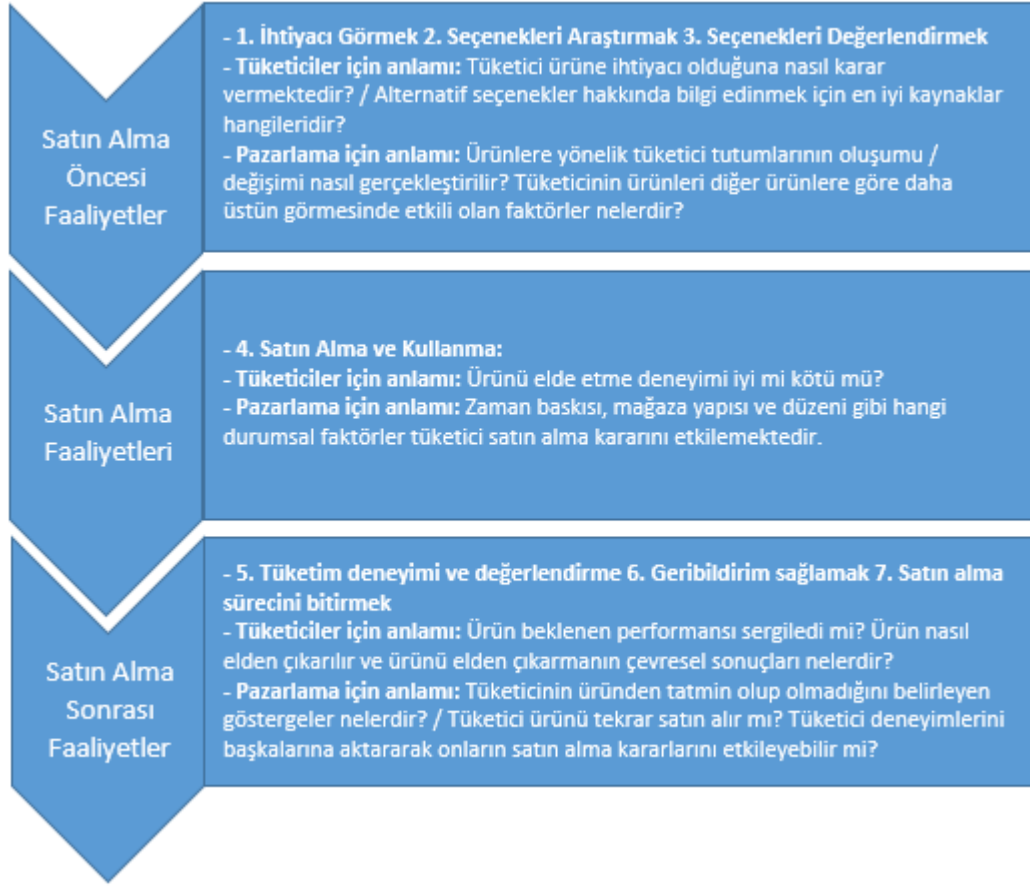 Satın Alma
Öncesi
Faaliyetler
- 1. İhtiyacı Görmek 2. Seçenekleri Araştırmak 3. Seçenekleri Değerlendirmek
- Tüketiciler için anlamı: Tüketici ürüne ihtiyacı olduğuna nasıl karar
vermektedir? / Alternatif seçenekler hakkında bilgi edinmek için en iyi kaynaklar
hangileridir?
- Pazarlama için anlamı: Ürünlere yönelik tüketici tutumlarının oluşumu /
değişimi nasıl gerçekleştirilir? Tüketicinin ürünleri diğer ürünlere göre daha
üstün görmesinde etkili olan faktörler nelerdir?
Satın Alma
Faaliyetleri
- 4. Satın Alma ve Kullanma:
- Tüketiciler için anlamı: Ürünü elde etme deneyimi iyi mi kötü mü?
- Pazarlama için anlamı: Zaman baskısı, mağaza yapısı ve düzeni gibi hangi
durumsal faktörler tüketici satın alma kararını etkilemektedir.
Satın Alma
Sonrası
Faaliyetler
- 5. Tüketim deneyimi ve değerlendirme 6. Geribildirim sağlamak 7. Satın alma
sürecini bitirmek
- Tüketiciler için anlamı: Ürün beklenen performansı sergiledi mi? Ürün nasıl
elden çıkarılır ve ürünü elden çıkarmanın çevresel sonuçları nelerdir?
- Pazarlama için anlamı: Tüketicinin üründen tatmin olup olmadığını belirleyen
göstergeler nelerdir? / Tüketici ürünü tekrar satın alır mı? Tüketici deneyimlerini
başkalarına aktararak onların satın alma kararlarını etkileyebilir mi?